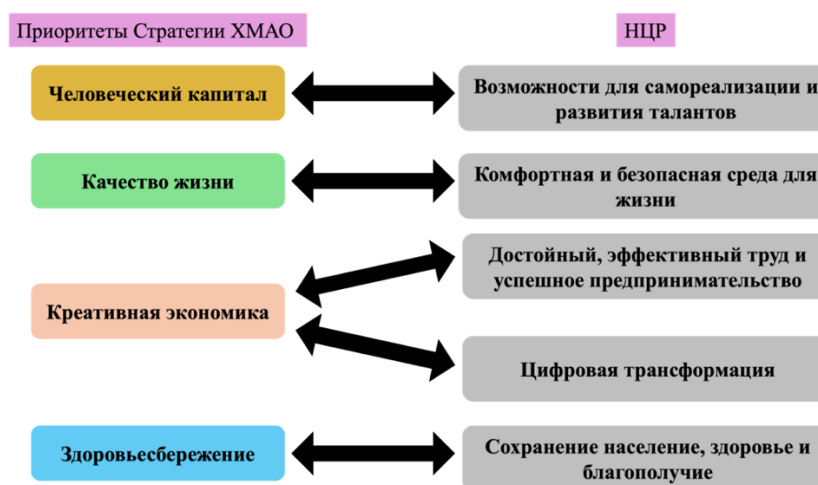 Приоритеты Стратегии ХМАО
НЦР
Человеческий капитал
Возможности для самореализации и
развития талантов
Качество жизни
Комфортная и безопасная среда для
жизни
Креативная экономика
Достойный, эффективный труд и
успешное предпринимательство
Цифровая трансформация
Здоровьесбережение
Сохранение население, здоровье и
благополучие